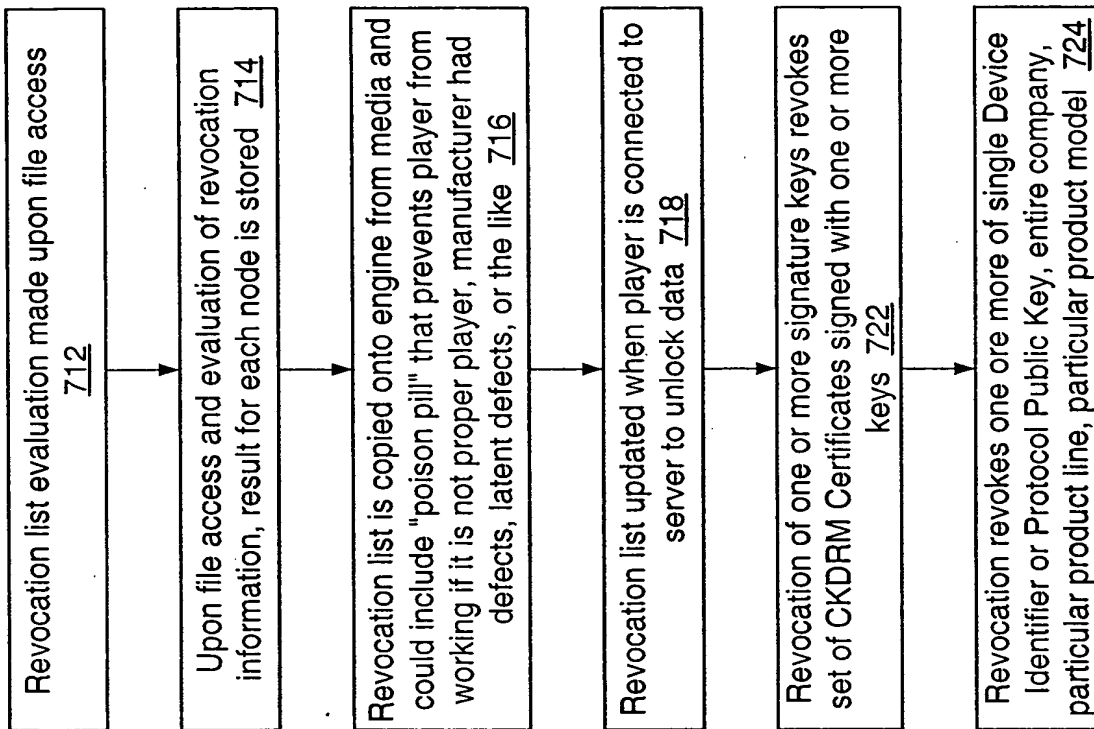 Revocation list evaluation made upon file access
712
Upon file access and evaluation of revocation
information, result for each node is stored 714
Revocation list is copied onto engine from media and
could include "poison pill" that prevents player from
working if it is not proper player, manufacturer had
defects, latent defects, or the like 716
Revocation list updated when player is connected to
server to unlock data 718
Revocation of one or more signature keys revokes
set of CKDRM Certificates signed with one or more
keys 722
Revocation revokes one ore more of single Device
Identifier or Protocol Public Key, entire company,
particular product line, particular product model 724